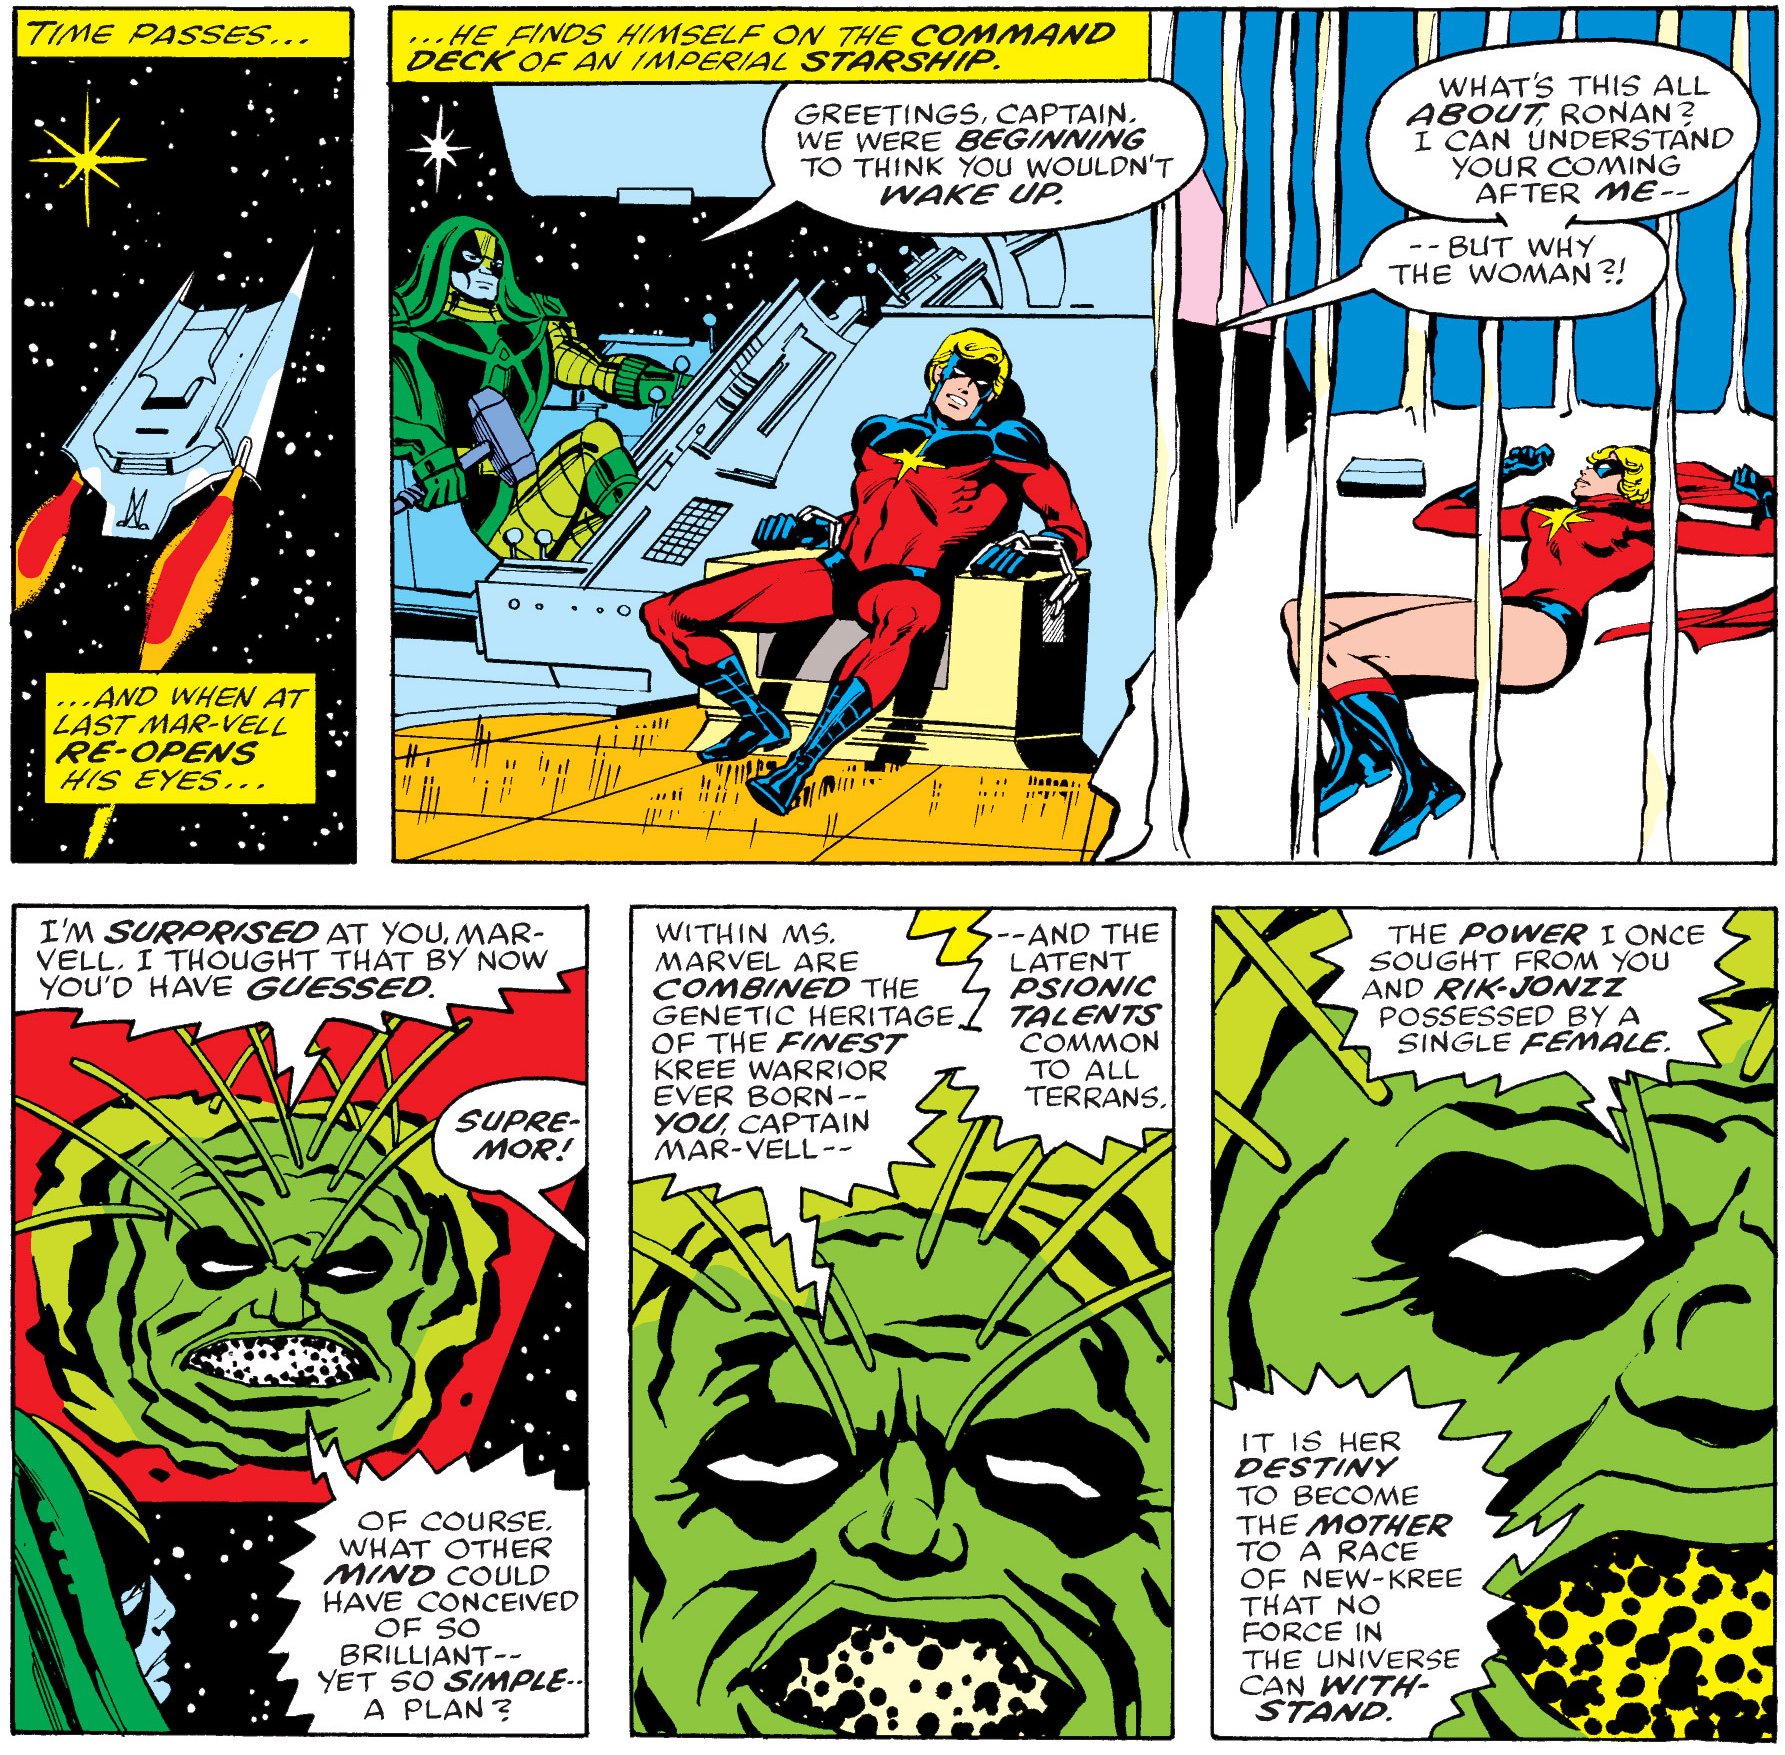 TIME PASSES...
...AND WHEN AT
LAST MAR-VELL
RE-OPENS
HIS EYES...
...HE FINDS HIMSELF ON THE COMMAND
DECK OF AN IMPERIAL STARSHIP.
GREETINGS, CAPTAIN.
WE WERE BEGINNING
TO THINK YOU WOULDN'T
WAKE UP.
WHAT'S THIS ALL
ABOUT, RONAN?
I CAN UNDERSTAND
YOUR COMING
AFTER ME--
--BUT WHY
THE WOMAN?!
I'M SURPRISED AT YOU, MAR-
VELL. I THOUGHT THAT BY NOW
YOU'D HAVE GUESSED.
SUPRE-
MOR!
OF COURSE.
WHAT OTHER
MIND COULD
HAVE CONCEIVED
OF SO
BRILLIANT--
YET SO SIMPLE--
A PLAN?
WITHIN MS.
MARVEL ARE
COMBINED THE
GENETIC HERITAGE
OF THE FINEST
KREE WARRIOR
EVER BORN--
YOU, CAPTAIN
MAR-VELL--
--AND THE
LATENT
PSIONIC
TALENTS
COMMON
TO ALL
TERRANS.
THE POWER I ONCE
SOUGHT FROM YOU
AND RIK-JONZZ
POSSESSED BY A
SINGLE FEMALE.
IT IS HER
DESTINY
TO BECOME
THE MOTHER
TO A RACE
OF NEW-KREE
THAT NO
FORCE IN
THE UNIVERSE
CAN WITH-
STAND.